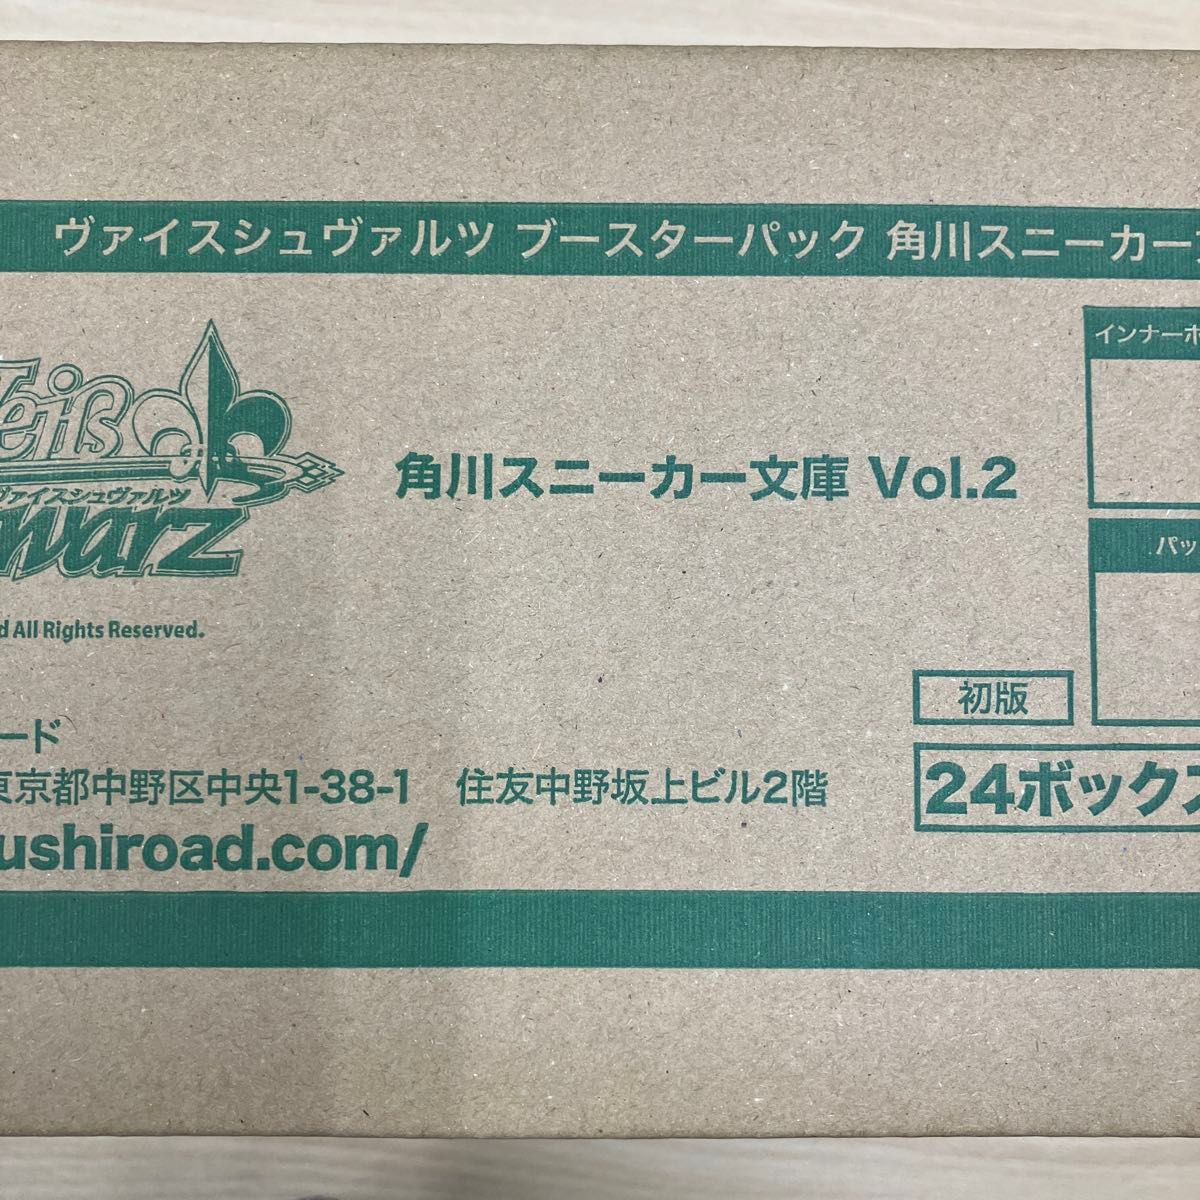 ヴァイスシュヴァルツ ブースターパック 角川スニーカー
インナーボ
eiß
ヴァイスシュヴァルツ
warz
角川スニーカー文庫 Vol.2
パッ
d All Rights Reserved.
初版
ード
東京都中野区中央1-38-1 住友中野坂上ビル2階
24ボックス
ushiroad.com/